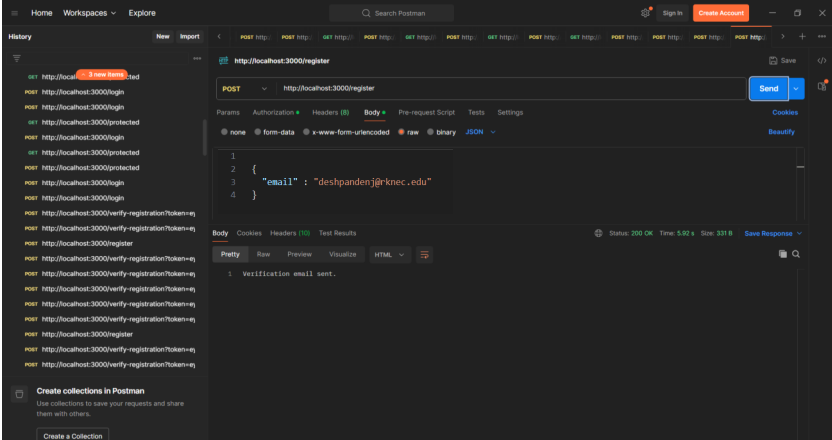 Home Workspaces Explore Search Postman Sign In Create Account
History New Import POST http:/ POST http:/ GET http:// POST http:/ GET http:// POST http:/ GET http:// POST http:/ GET http:// POST http:/ POST http:/ POST http:/ POST http:/
http://localhost:3000/register Save
GET http://local 3 new items cted
POST http://localhost:3000/login
POST http://localhost:3000/login
GET http://localhost:3000/protected
POST http://localhost:3000/login
GET http://localhost:3000/protected
POST http://localhost:3000/protected
POST http://localhost:3000/login
POST http://localhost:3000/login
POST http://localhost:3000/verify-registration?token=ey
POST http://localhost:3000/verify-registration?token=ey
POST http://localhost:3000/register
POST http://localhost:3000/verify-registration?token=ey
POST http://localhost:3000/verify-registration?token=ey
POST http://localhost:3000/verify-registration?token=ey
POST http://localhost:3000/verify-registration?token=ey
POST http://localhost:3000/verify-registration?token=ey
POST http://localhost:3000/register
POST http://localhost:3000/verify-registration?token=ey
POST http://localhost:3000/verify-registration?token=ey
Create collections in Postman
Use collections to save your requests and share
them with others.
Create a Collection
POST http://localhost:3000/register Send
Params Authorization Headers (8) Body Pre-request Script Tests Settings Cookies
none form-data x-www-form-urlencoded raw binary JSON Beautify
1
2 {
3 "email" : "deshpandenj@rknec.edu"
4 }
Body Cookies Headers (10) Test Results Status: 200 OK Time: 5.92 s Size: 331 B Save Response
Pretty Raw Preview Visualize HTML
1 Verification email sent.